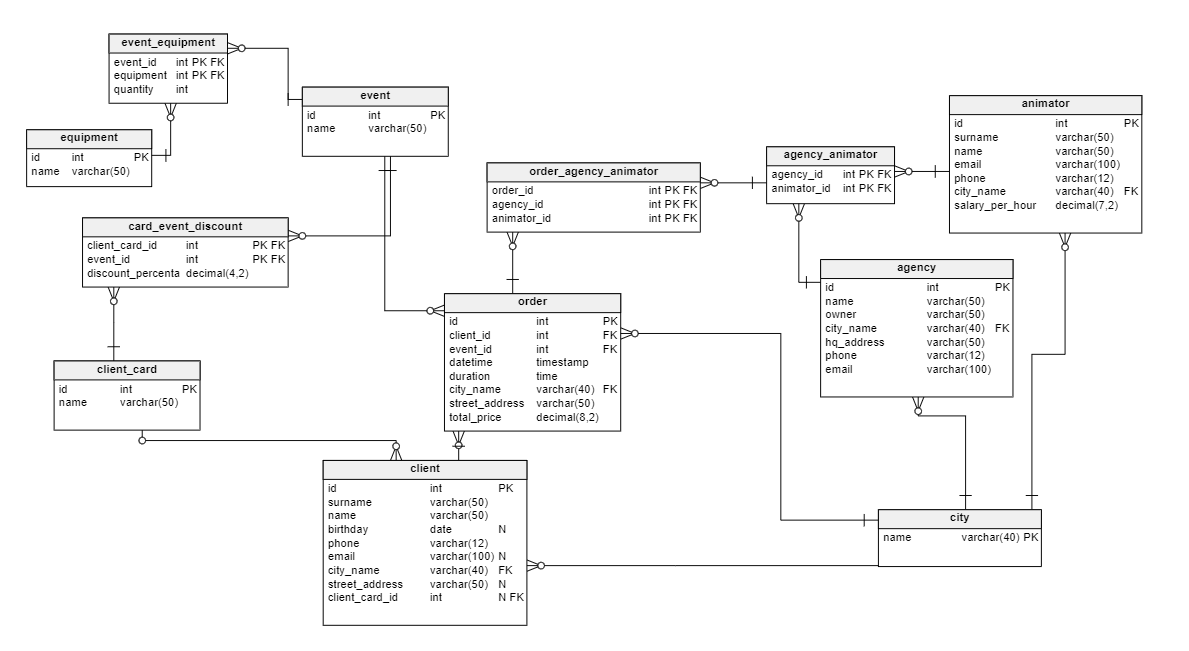 event_equipment
event_id int PK FK
equipment int PK FK
quantity int
equipment
id int PK
name varchar(50)
event
id int PK
name varchar(50)
order_agency_animator
order_id int PK FK
agency_id int PK FK
animator_id int PK FK
agency_animator
agency_id int PK FK
animator_id int PK FK
animator
id int PK
surname varchar(50)
name varchar(50)
email varchar(100)
phone varchar(12)
city_name varchar(40) FK
salary_per_hour decimal(7,2)
card_event_discount
client_card_id int PK FK
event_id int PK FK
discount_percenta decimal(4,2)
agency
id int PK
name varchar(50)
owner varchar(50)
city_name varchar(40) FK
hq_address varchar(50)
phone varchar(12)
email varchar(100)
order
id int PK
client_id int FK
event_id int FK
datetime timestamp
duration time
city_name varchar(40) FK
street_address varchar(50)
total_price decimal(8,2)
client_card
id int PK
name varchar(50)
client
id int PK
surname varchar(50)
name varchar(50)
birthday date N
phone varchar(12)
email varchar(100) N
city_name varchar(40) FK
street_address varchar(50) N
client_card_id int N FK
city
name varchar(40) PK